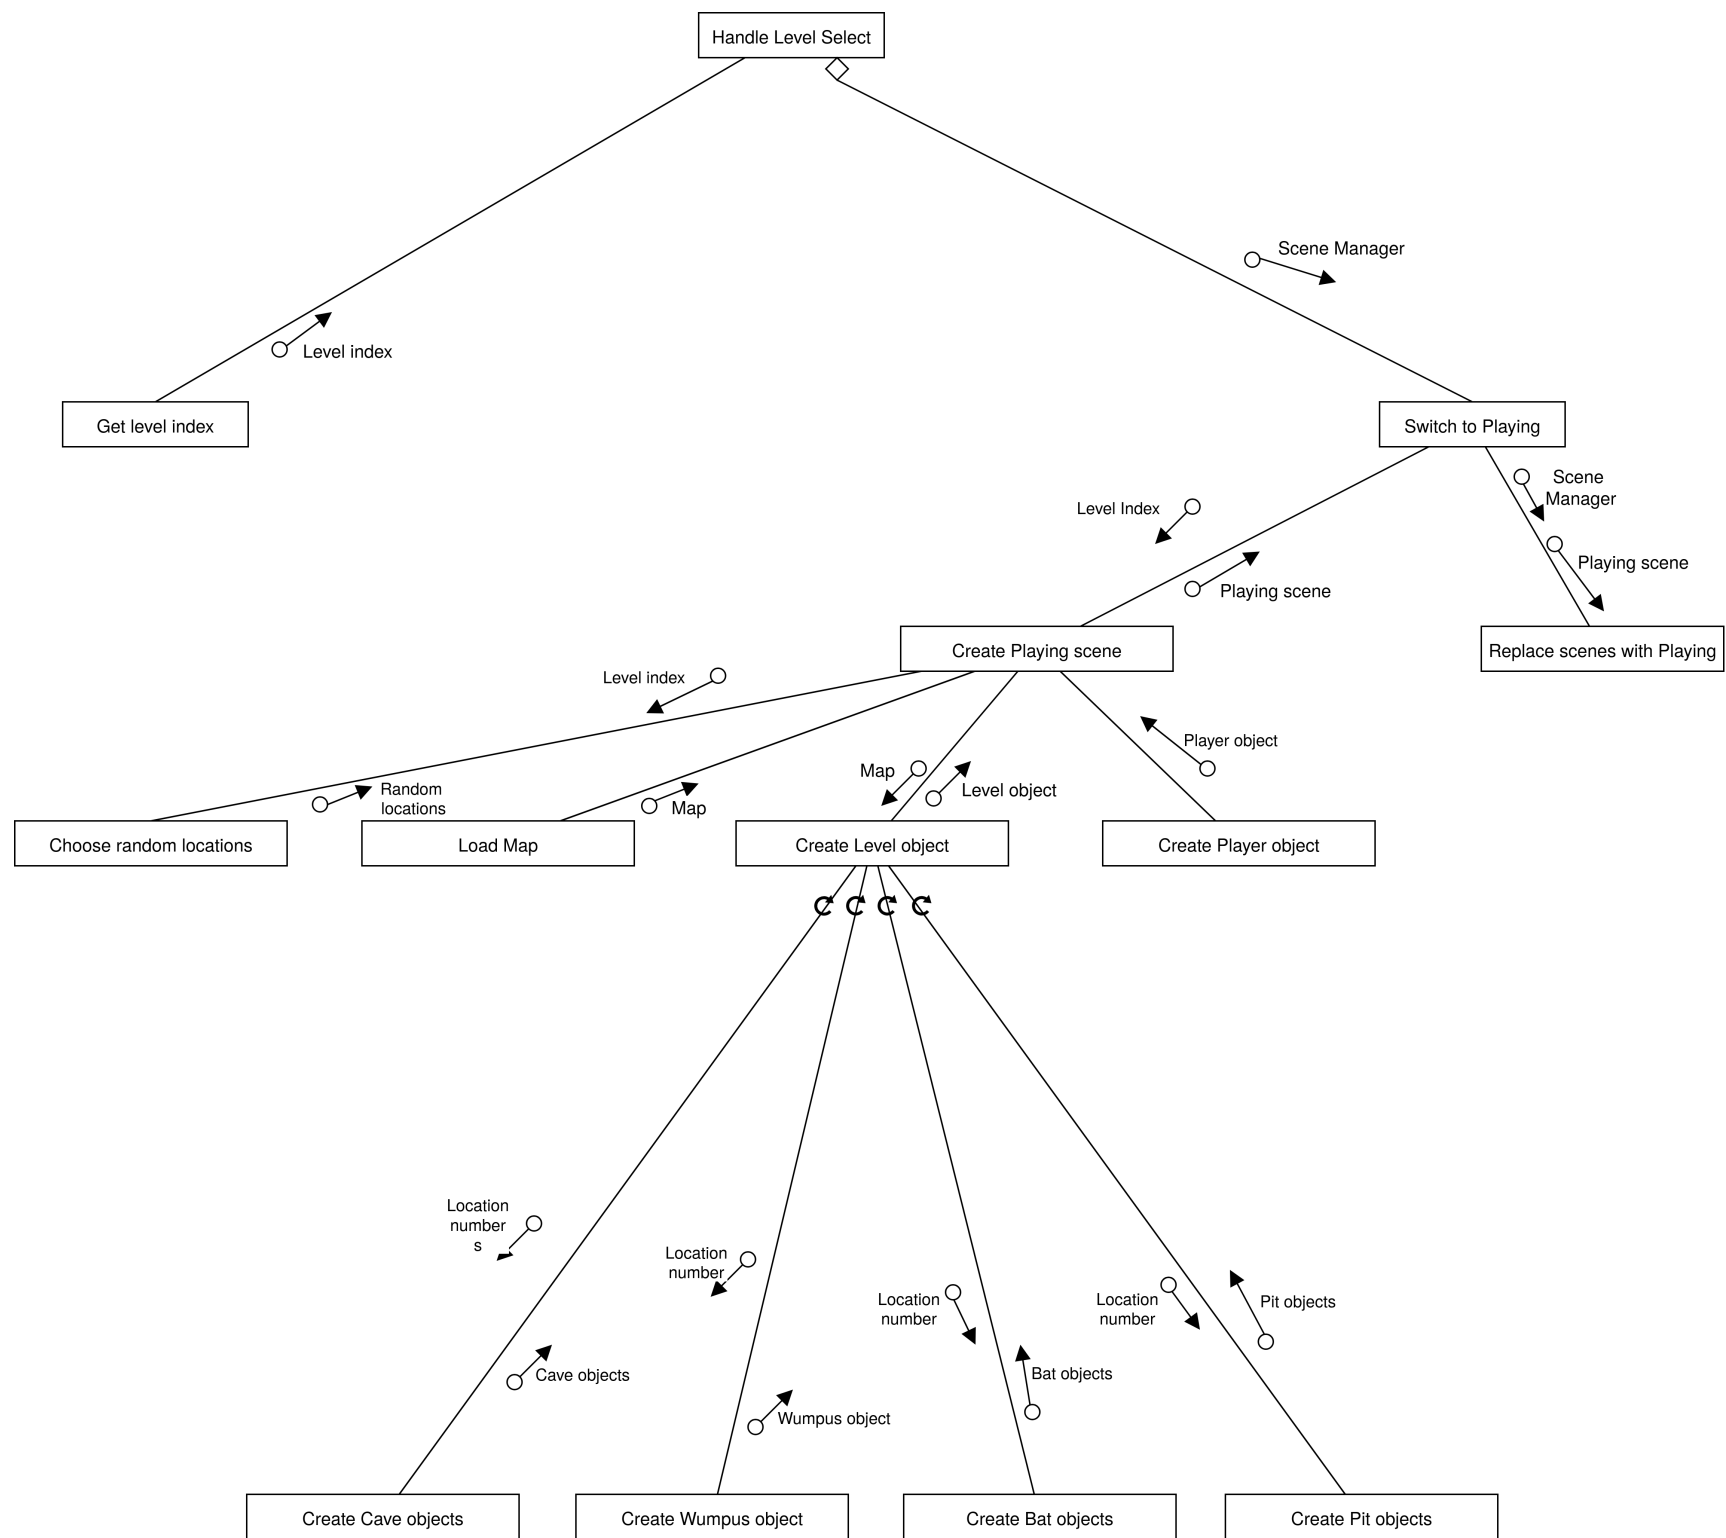 Handle Level Select
Scene Manager
Level index
Get level index
Switch to Playing
Scene
Manager
Level Index
Playing scene
Playing scene
Create Playing scene
Replace scenes with Playing
Level index
Player object
Map
Level object
Random
locations
Map
Choose random locations
Load Map
Create Level object
Create Player object
Location
number
s
Location
number
Location
number
Location
number
Pit objects
Cave objects
Bat objects
Wumpus object
Create Cave objects
Create Wumpus object
Create Bat objects
Create Pit objects